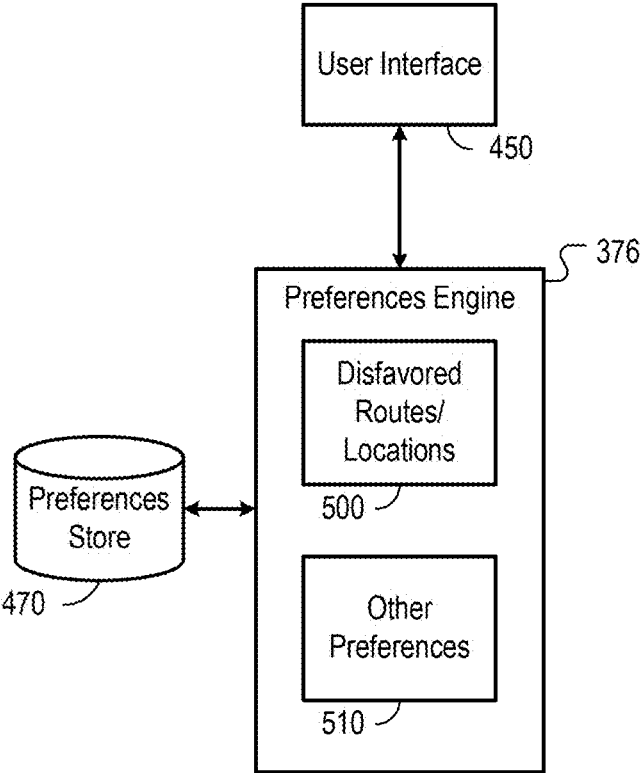 User Interface
450
376
Preferences Engine
Disfavored
Routes/
Locations
500
Preferences
Store
470
Other
Preferences
510